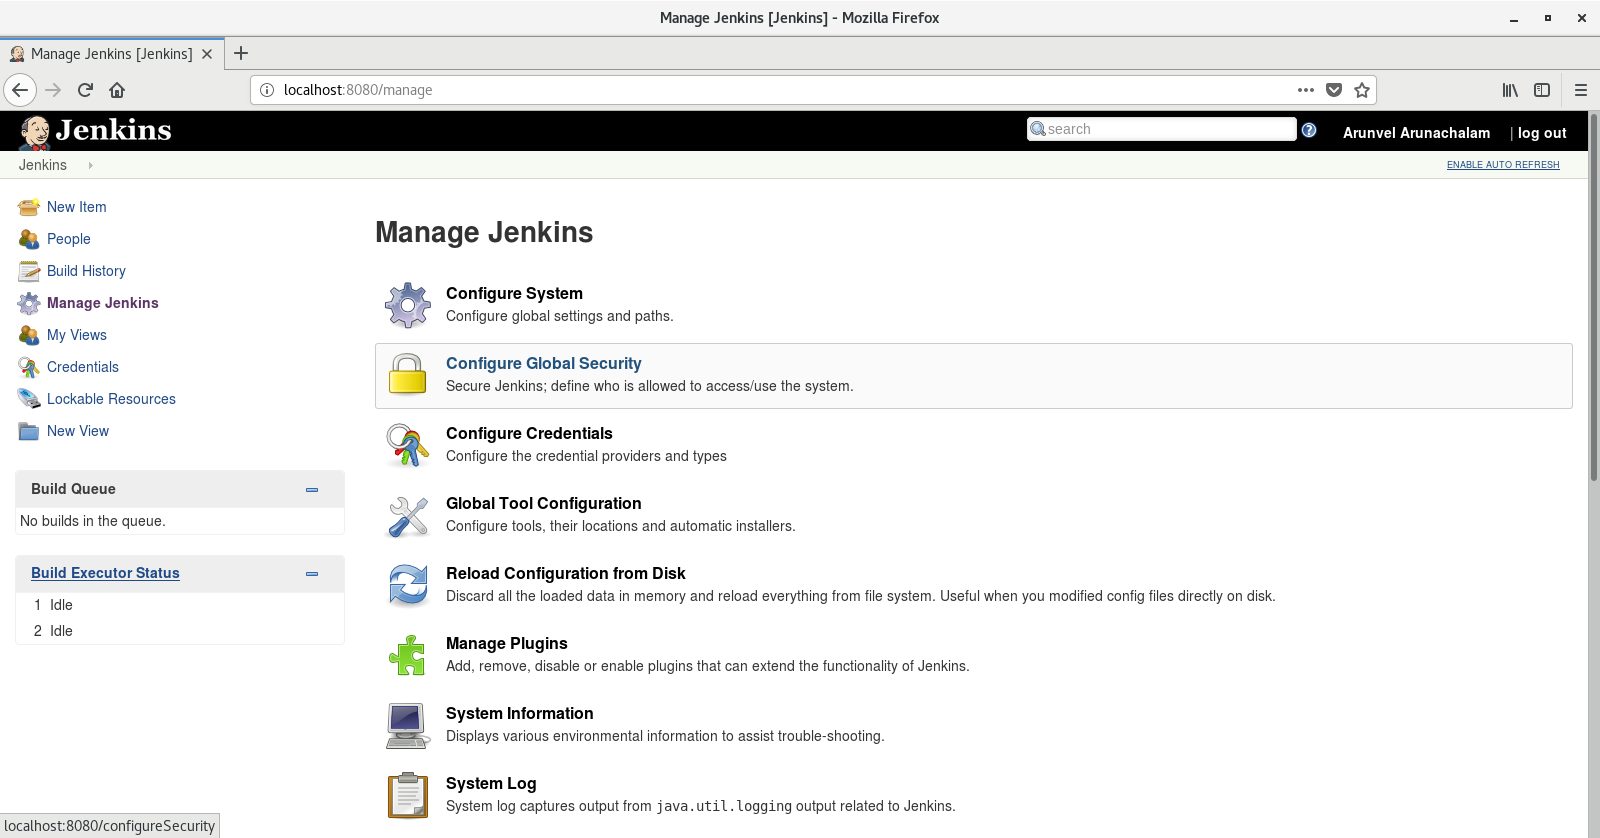 Manage Jenkins [Jenkins] - Mozilla Firefox
Manage Jenkins [Jenkins]
localhost:8080/manage
Jenkins
search
Arunvel Arunachalam
| log out
Jenkins
ENABLE AUTO REFRESH
New Item
People
Build History
Manage Jenkins
My Views
Credentials
Lockable Resources
New View
Build Queue
No builds in the queue.
Build Executor Status
1 Idle
2 Idle
Manage Jenkins
Configure System
Configure global settings and paths.
Configure Global Security
Secure Jenkins; define who is allowed to access/use the system.
Configure Credentials
Configure the credential providers and types
Global Tool Configuration
Configure tools, their locations and automatic installers.
Reload Configuration from Disk
Discard all the loaded data in memory and reload everything from file system. Useful when you modified config files directly on disk.
Manage Plugins
Add, remove, disable or enable plugins that can extend the functionality of Jenkins.
System Information
Displays various environmental information to assist trouble-shooting.
System Log
System log captures output from java.util.logging output related to Jenkins.
localhost:8080/configureSecurity